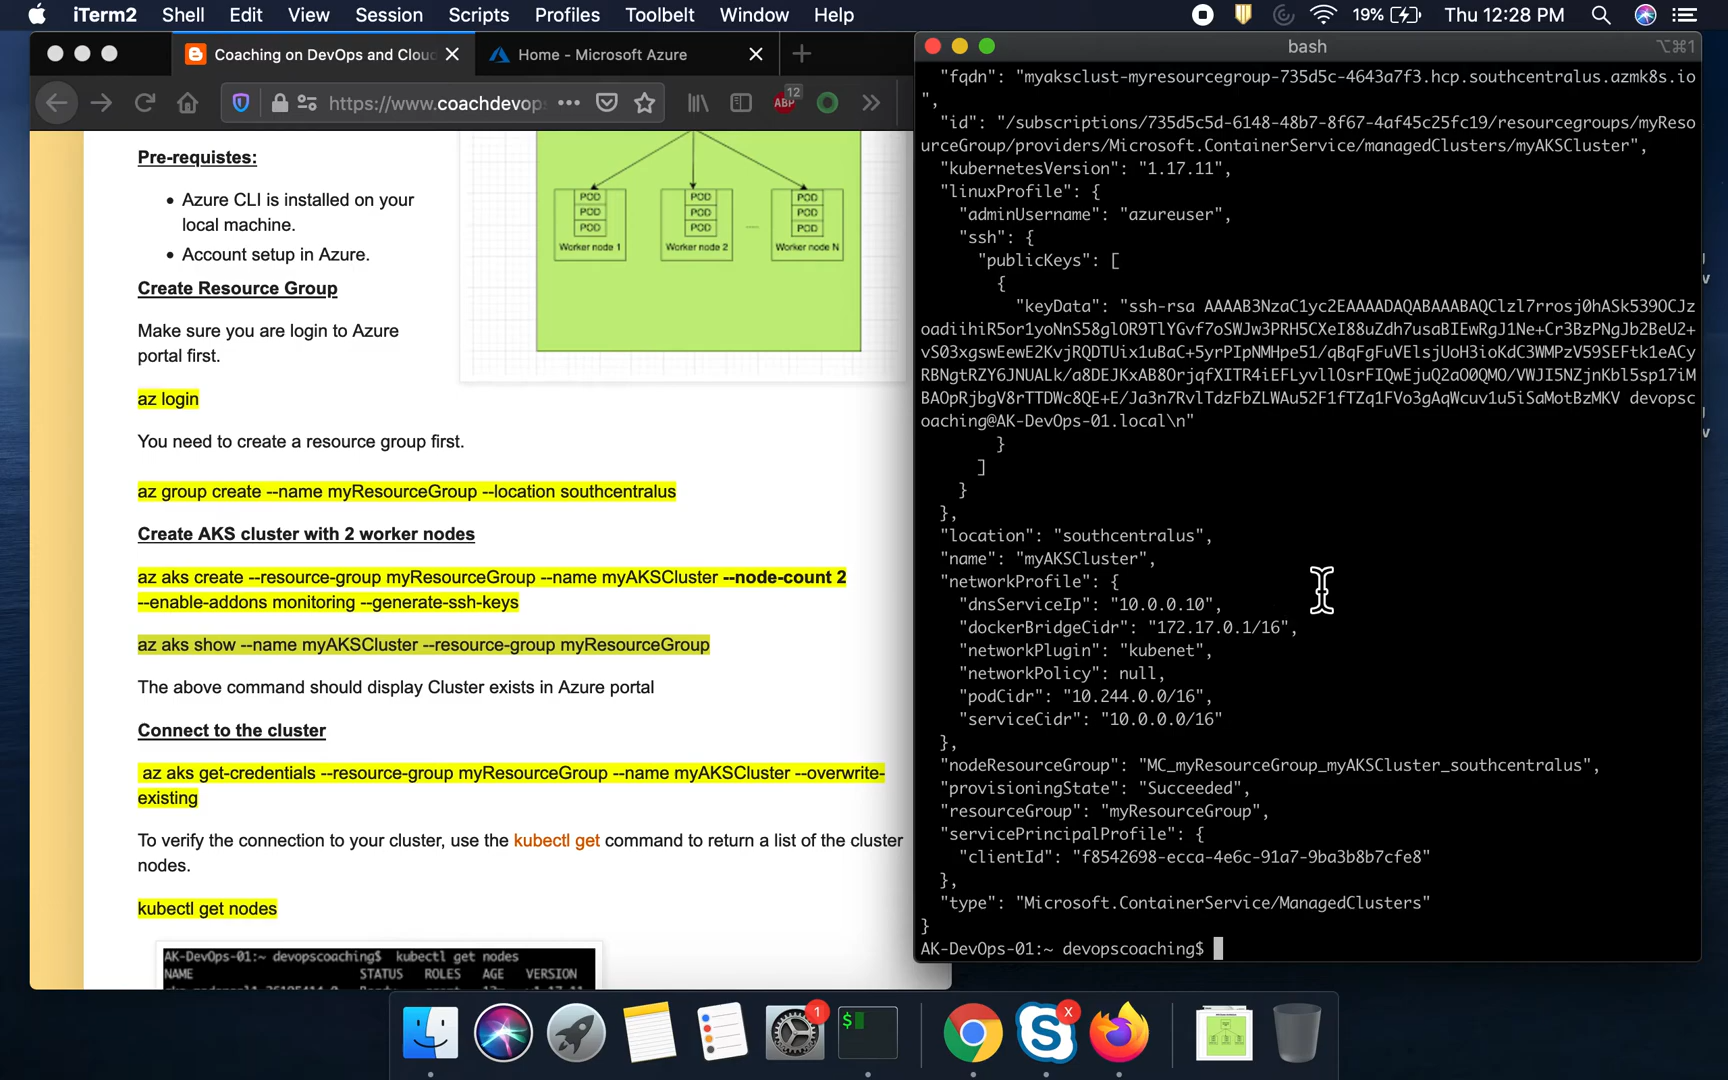 iTerm2 Shell Edit View Session Scripts Profiles Toolbelt Window Help 19% Thu 12:28 PM
Coaching on DevOps and Clou
Home - Microsoft Azure
https://www.coachdevop
ABP 12
Pre-requistes:
Azure CLI is installed on your
local machine.
Account setup in Azure.
Create Resource Group
Make sure you are login to Azure
portal first.
POD POD POD
POD POD POD
POD POD POD
Worker node 1 Worker node 2 Worker node N
az login
You need to create a resource group first.
az group create --name myResourceGroup --location southcentralus
Create AKS cluster with 2 worker nodes
az aks create --resource-group myResourceGroup --name myAKSCluster --node-count 2
--enable-addons monitoring --generate-ssh-keys
az aks show --name myAKSCluster --resource-group myResourceGroup
The above command should display Cluster exists in Azure portal
Connect to the cluster
az aks get-credentials --resource-group myResourceGroup --name myAKSCluster --overwrite-
existing
To verify the connection to your cluster, use the kubectl get command to return a list of the cluster
nodes.
kubectl get nodes
AK-DevOps-01:~ devopscoaching$ kubectl get nodes
NAME STATUS ROLES AGE VERSION
bash
⌥⌘1
"fqdn": "myaksclust-myresourcegroup-735d5c-4643a7f3.hcp.southcentralus.azmk8s.io
",
"id": "/subscriptions/735d5c5d-6148-48b7-8f67-4af45c25fc19/resourcegroups/myReso
urceGroup/providers/Microsoft.ContainerService/managedClusters/myAKSCluster",
"kubernetesVersion": "1.17.11",
"linuxProfile": {
"adminUsername": "azureuser",
"ssh": {
"publicKeys": [
{
"keyData": "ssh-rsa AAAAB3NzaC1yc2EAAAADAQABAAABAQClzl7rrosj0hASk539OCJz
oadiihiR5or1yoNnS58glOR9TlYGvf7oSWJw3PRH5CXeI88uZdh7usaBIEwRgJ1Ne+Cr3BzPNgJb2BeU2+
vS03xgswEewE2KvjRQDTUix1uBaC+5yrPIpNMHpe51/qBqFgFuVElsjUoH3ioKdC3WMPzV59SEFtk1eACy
RBNgtRZY6JNUALk/a8DEJKxAB8OrjqfXITR4iEFLyvllOsrFIQwEjuQ2aO0QMO/VWJI5NZjnKbl5sp17iM
BAOpRjbgV8rTTDWc8QE+E/Ja3n7RvlTdzFbZLWAu52F1fTZq1FVo3gAqWcuv1u5iSaMotBzMKV devopsc
oaching@AK-DevOps-01.local\n"
}
]
}
},
"location": "southcentralus",
"name": "myAKSCluster",
"networkProfile": {
"dnsServiceIp": "10.0.0.10",
"dockerBridgeCidr": "172.17.0.1/16",
"networkPlugin": "kubenet",
"networkPolicy": null,
"podCidr": "10.244.0.0/16",
"serviceCidr": "10.0.0.0/16"
},
"nodeResourceGroup": "MC_myResourceGroup_myAKSCluster_southcentralus",
"provisioningState": "Succeeded",
"resourceGroup": "myResourceGroup",
"servicePrincipalProfile": {
"clientId": "f8542698-ecca-4e6c-91a7-9ba3b8b7cfe8"
},
"type": "Microsoft.ContainerService/ManagedClusters"
}
AK-DevOps-01:~ devopscoaching$